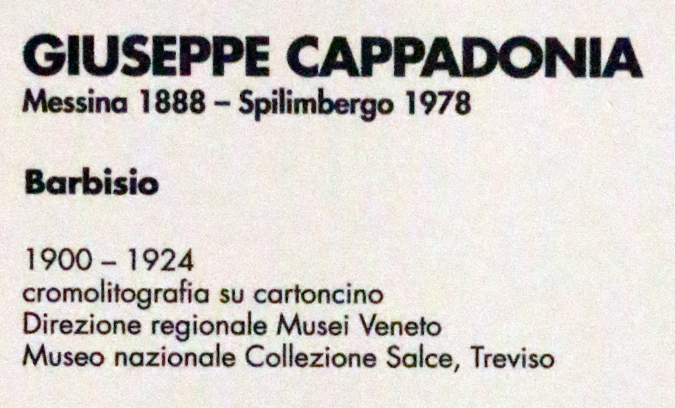 GIUSEPPE CAPPADONIA
Messina 1888 – Spilimbergo 1978
Barbisio
1900 – 1924
cromolitografia su cartoncino
Direzione regionale Musei Veneto
Museo nazionale Collezione Salce, Treviso